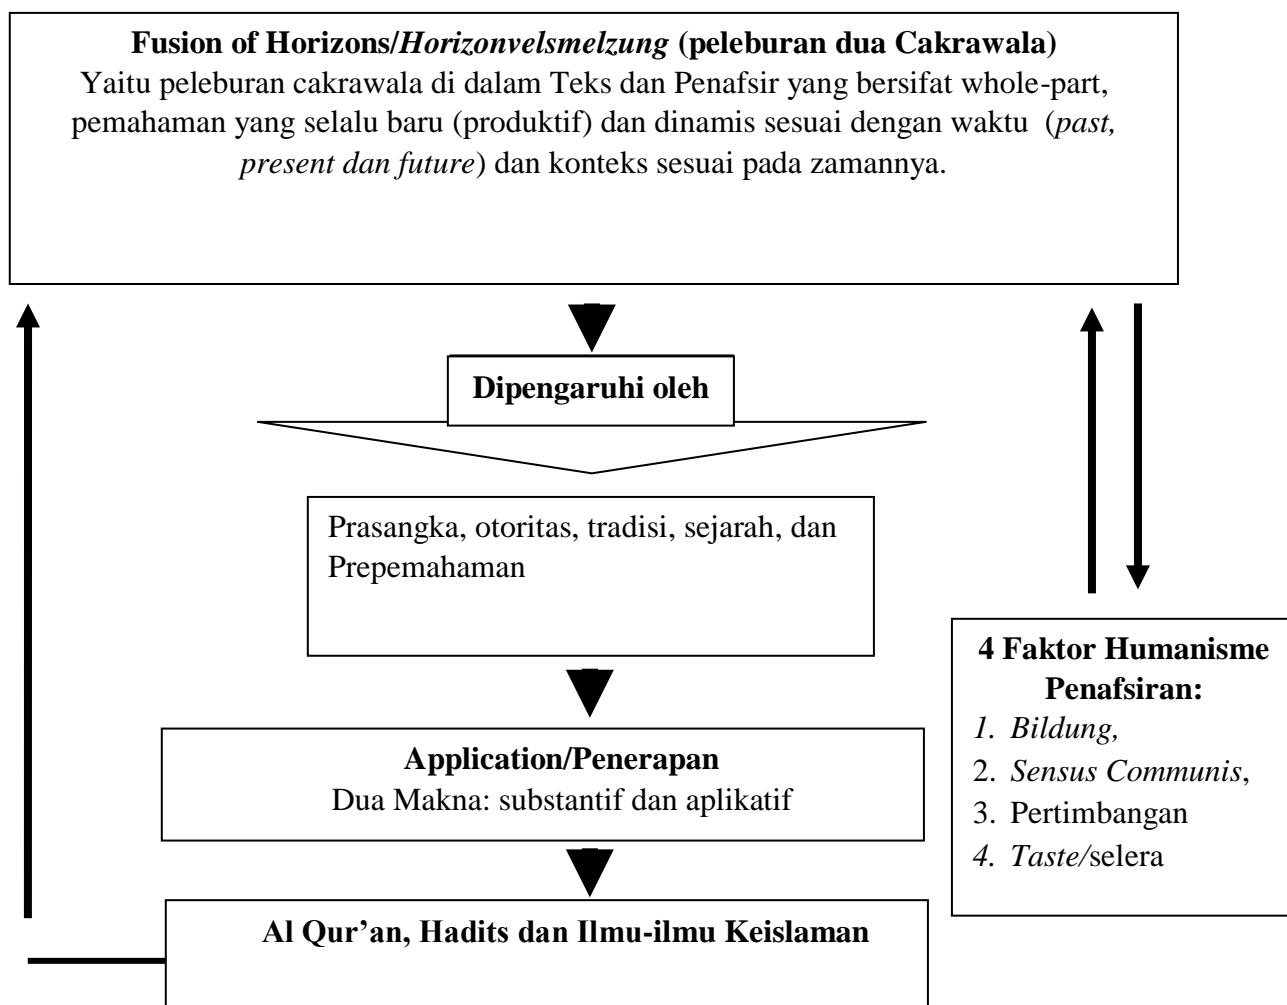 Fusion of Horizons/Horizonvelsmelzung (peleburan dua Cakrawala)
Yaitu peleburan cakrawala di dalam Teks dan Penafsir yang bersifat whole-part,
pemahaman yang selalu baru (produktif) dan dinamis sesuai dengan waktu (past,
present dan future) dan konteks sesuai pada zamannya.
Dipengaruhi oleh
Prasangka, otoritas, tradisi, sejarah, dan
Prepemahaman
Application/Penerapan
Dua Makna: substantif dan aplikatif
Al Qur’an, Hadits dan Ilmu-ilmu Keislaman
4 Faktor Humanisme
Penafsiran:
1. Bildung,
2. Sensus Communis,
3. Pertimbangan
4. Taste/selera